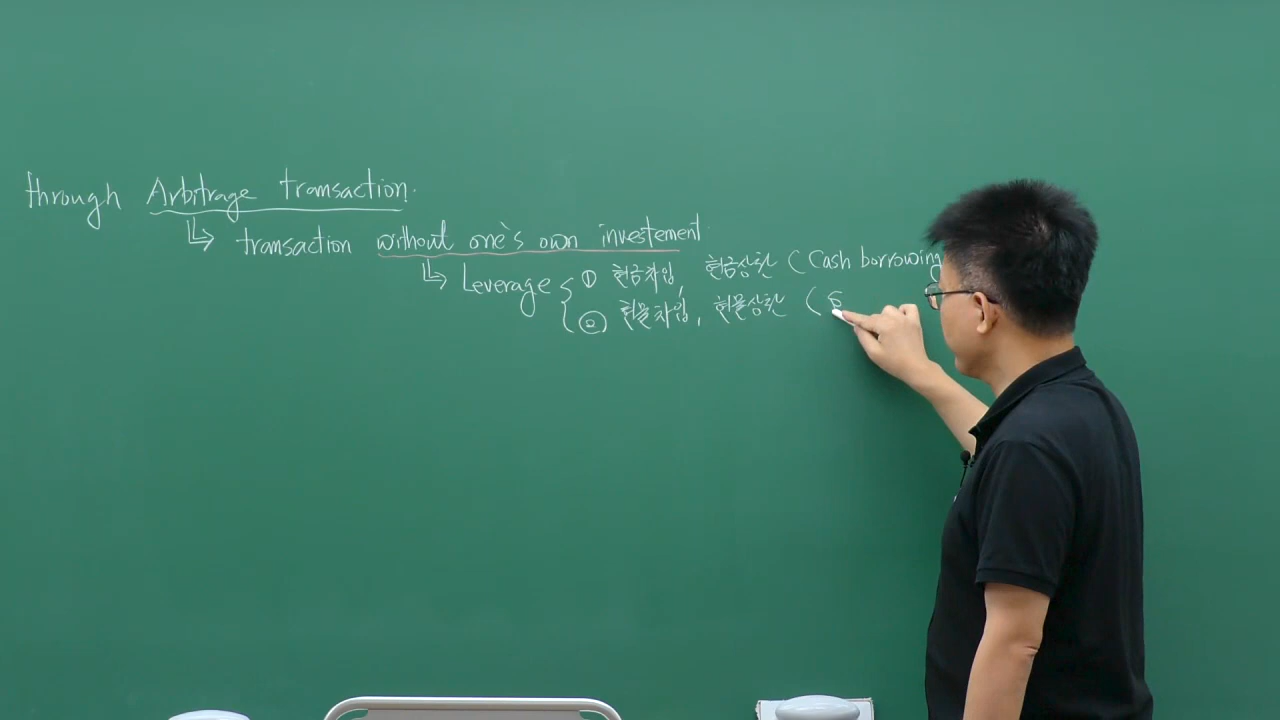 through Arbitrage transaction.
↳ transaction without one's own investement
↳ Leverage { ①현금차입, 현금상환 (Cash borrowing
② 현물차입, 현물상환 (S